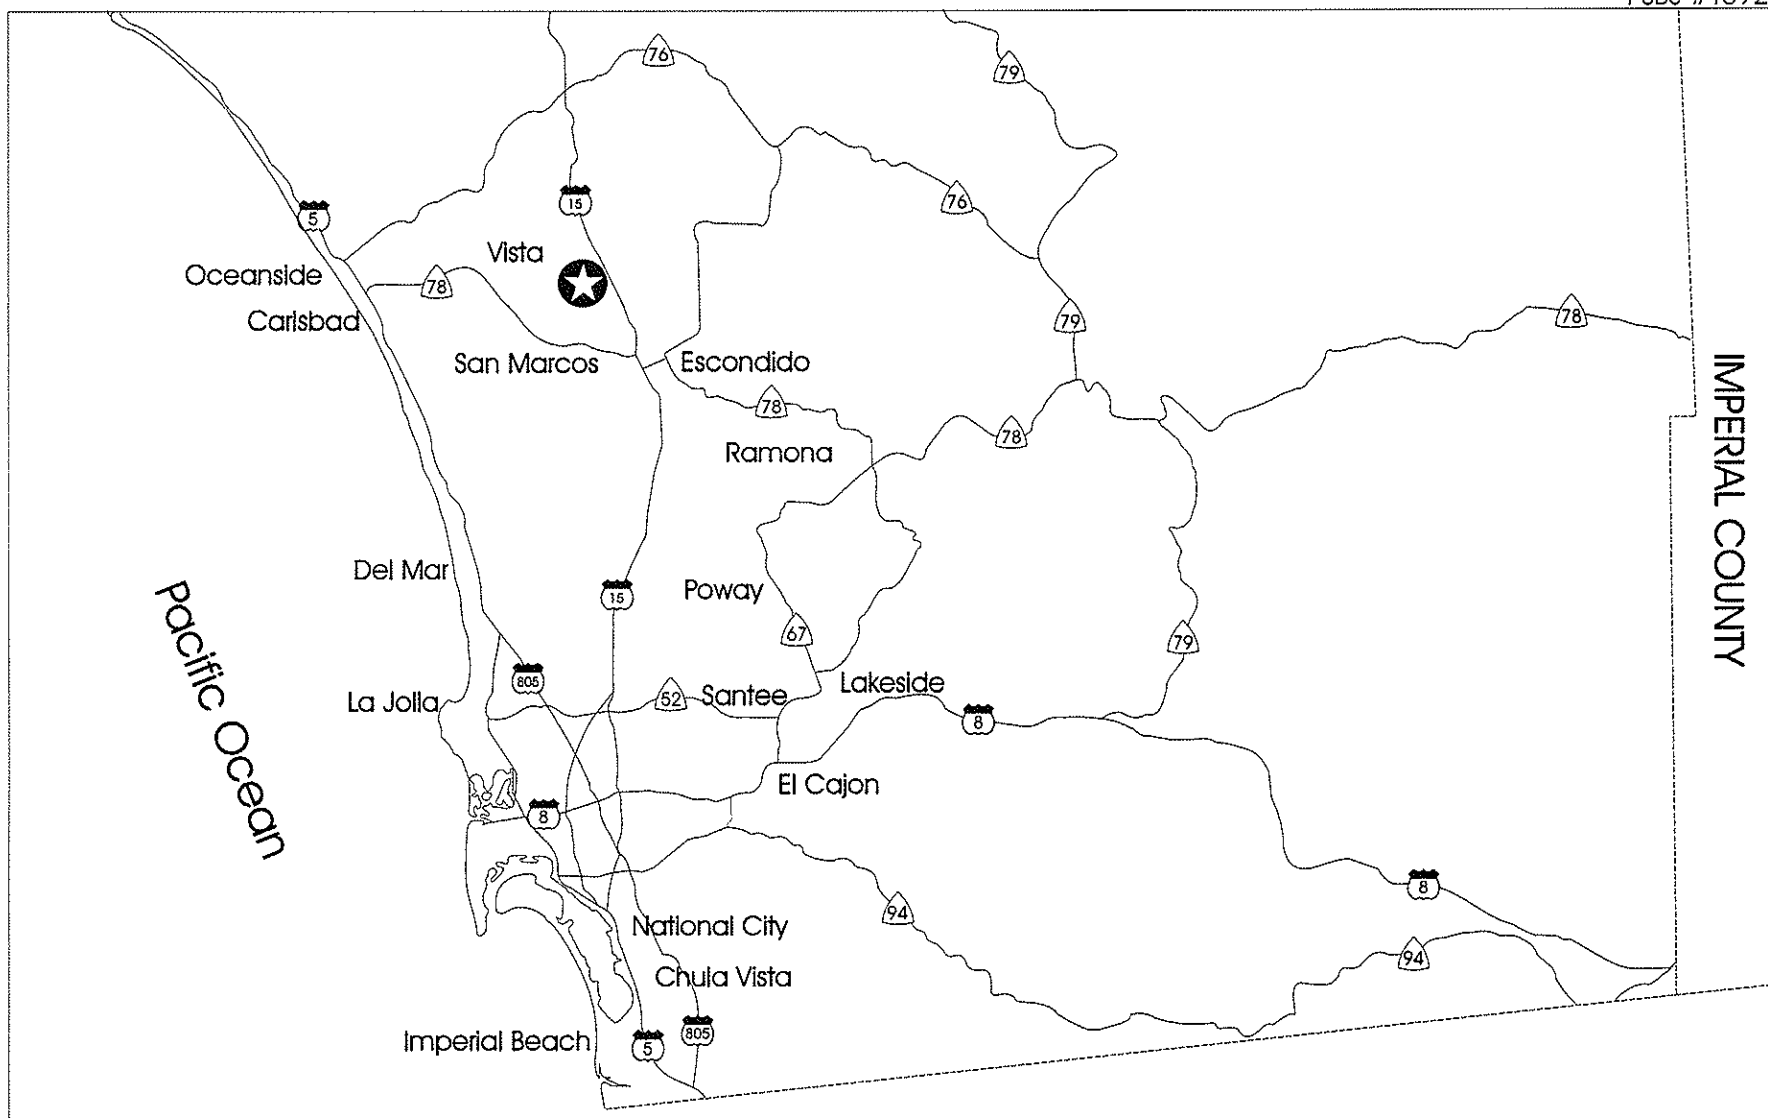 76
79
15
76
5
Vista
Oceanside
78
Carlsbad
79
78
San Marcos
Escondido
78
78
Ramona
IMPERIAL COUNTY
Del Mar
15
Poway
67
79
Pacific Ocean
805
52
Santee
Lakeside
La Jolla
8
El Cajon
8
8
94
National City
94
Chula Vista
Imperial Beach
5
805